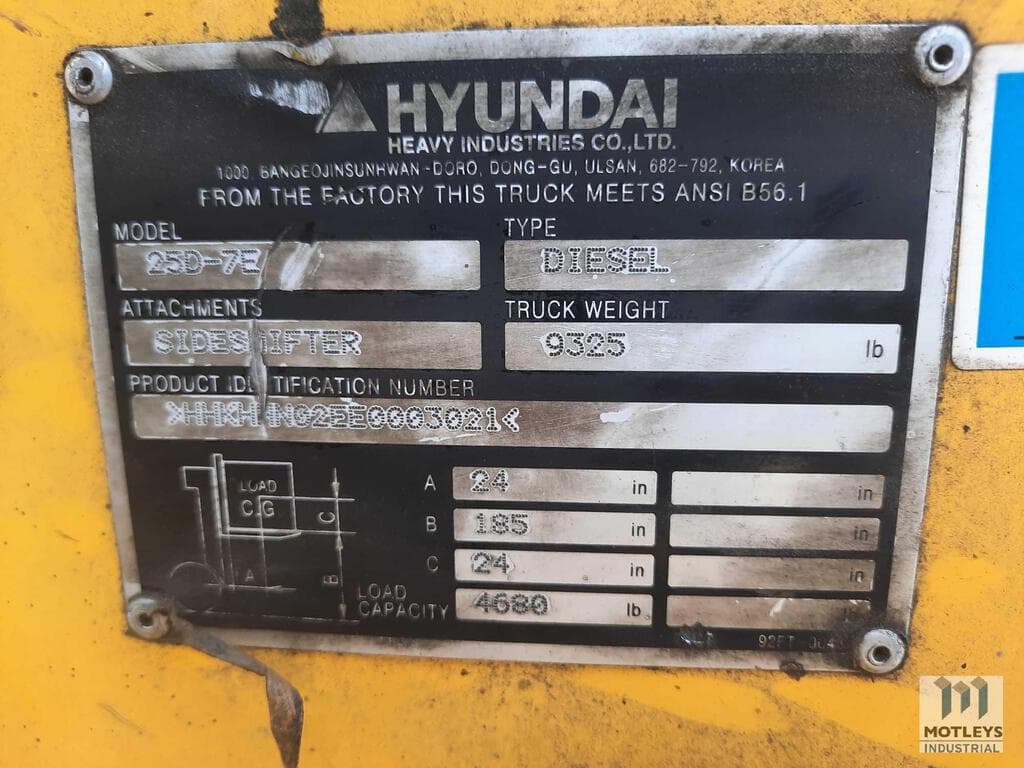 HYUNDAI
HEAVY INDUSTRIES CO.,LTD.
1000 BANGEOJINSUNHWAN-DORO, DONG-GU, ULSAN, 682-792, KOREA
FROM THE FACTORY THIS TRUCK MEETS ANSI B56.1
MODEL TYPE
25D-7E DIESEL
ATTACHMENTS TRUCK WEIGHT
SIDESHIFTER 9325 lb
PRODUCT IDENTIFICATION NUMBER
LOAD C.G
A
B
C
A 24 in in
B 185 in in
C 24 in in
LOAD CAPACITY 4680 lb
MOTLEYS
INDUSTRIAL